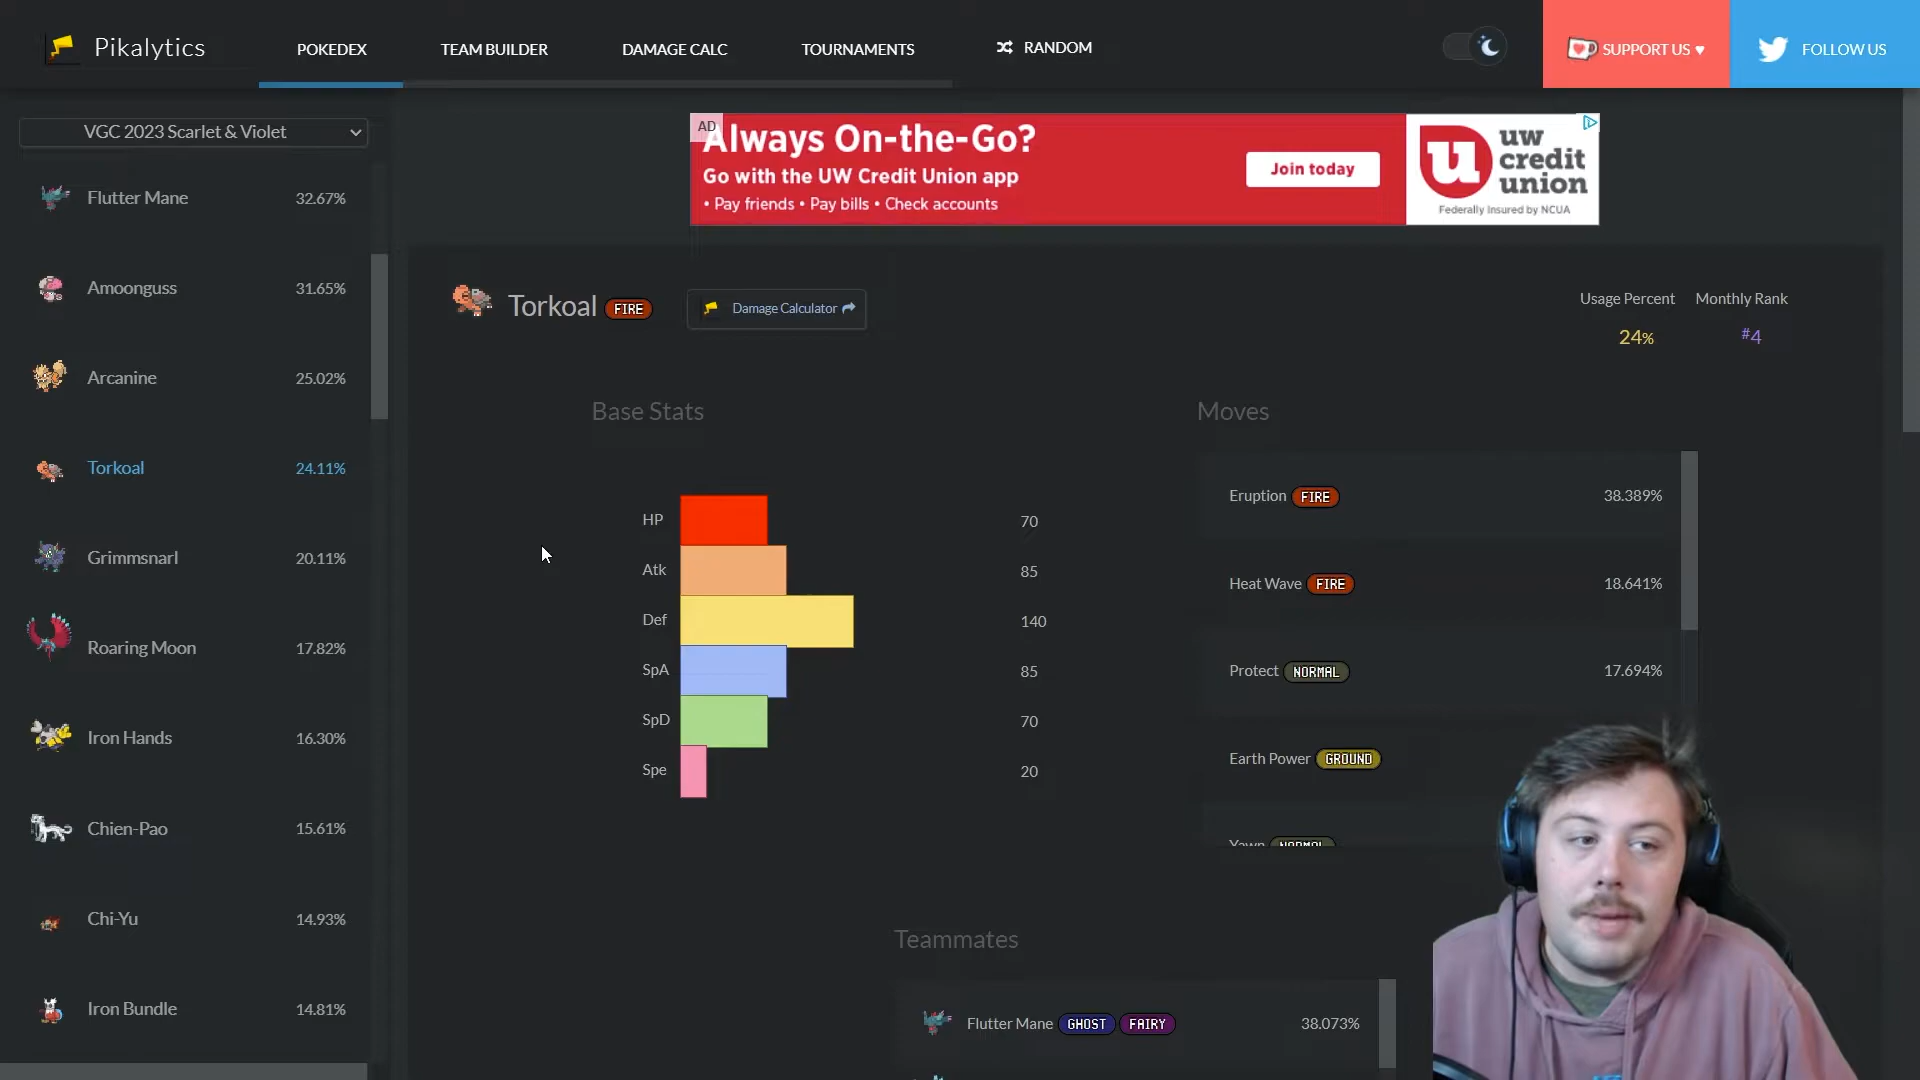 Pikalytics
POKEDEX
TEAM BUILDER
DAMAGE CALC
TOURNAMENTS
RANDOM
SUPPORT US ♥
FOLLOW US
VGC 2023 Scarlet & Violet
Flutter Mane 32.67%
Amoonguss 31.65%
Arcanine 25.02%
Torkoal 24.11%
Grimmsnarl 20.11%
Roaring Moon 17.82%
Iron Hands 16.30%
Chien-Pao 15.61%
Chi-Yu 14.93%
Iron Bundle 14.81%
AD
Always On-the-Go?
Go with the UW Credit Union app
• Pay friends • Pay bills • Check accounts
Join today
uw
credit
union
Federally Insured by NCUA
Torkoal FIRE
Damage Calculator
Usage Percent Monthly Rank
24% #4
Base Stats
HP 70
Atk 85
Def 140
SpA 85
SpD 70
Spe 20
Moves
Eruption FIRE 38.389%
Heat Wave FIRE 18.641%
Protect NORMAL 17.694%
Earth Power GROUND
Yawn NORMAL
Teammates
Flutter Mane GHOST FAIRY 38.073%